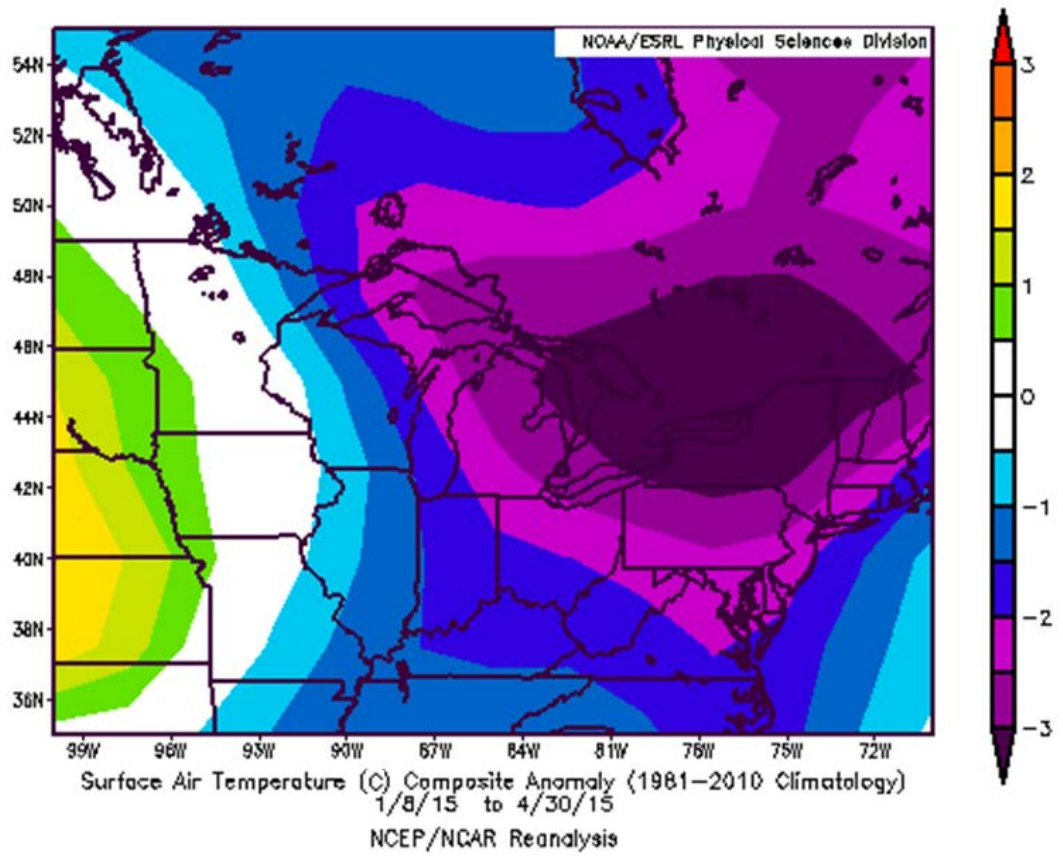 NOAA/ESRL Physical Sciences Division
54N
52N
50N
48N
46N
44N
42N
40N
38N
36N
99W 96W 93W 90W 87W 84W 81W 78W 75W 72W
3
2
1
0
-1
-2
-3
Surface Air Temperature (C) Composite Anomaly (1981-2010 Climatology)
1/8/15 to 4/30/15
NCEP/NCAR Reanalysis